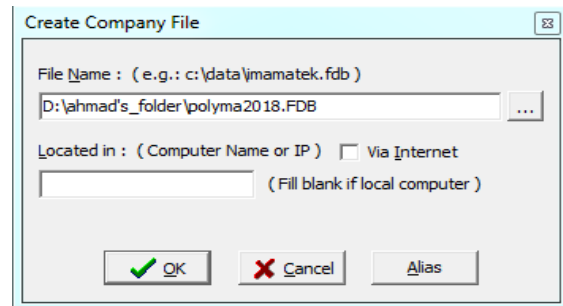 Create Company File
File Name : ( e.g.: c:\data\imamatek.fdb )
D:\ahmad's_folder\polyma2018.FDB
...
Located in : ( Computer Name or IP ) Via Internet
( Fill blank if local computer )
OK Cancel Alias